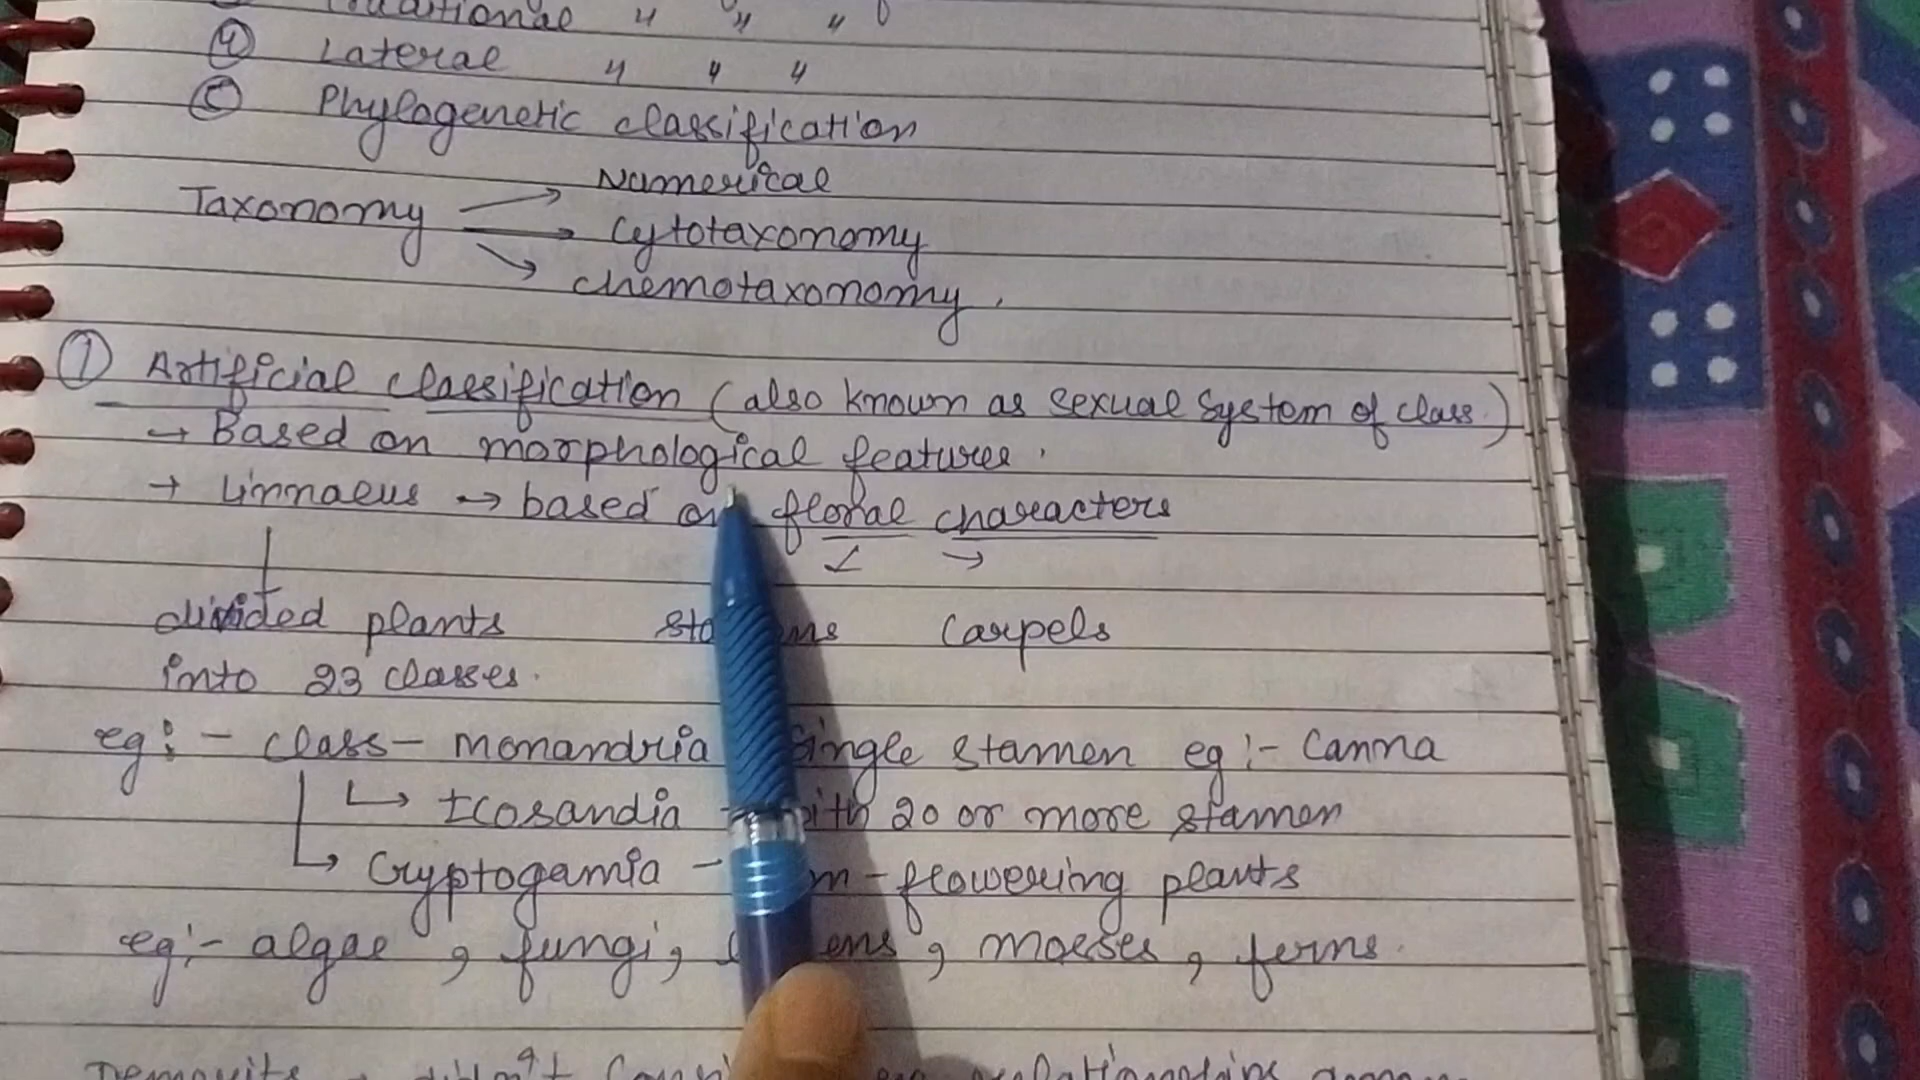 ④ Lateral " " "
⑤ Phylogenetic classification
Numerical
Taxonomy → Cytotaxonomy
chemotaxonomy.
① Artificial classification (also known as sexual System of class.)
→ Based on morphological features.
→ Linnaeus → based on floral characters
divided plants Carpels
into 23 classes.
eg:- class- monandria single stamen eg:- Canna
↳ Icosandia with 20 or more stamen
↳ Cryptogamia - flowering plants
eg:- algae, fungi, mosses, ferns.